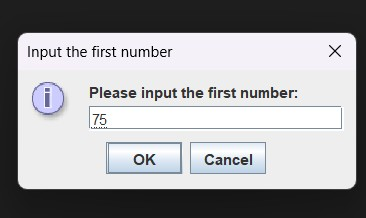 Input the first number
Please input the first number:
75
OK Cancel